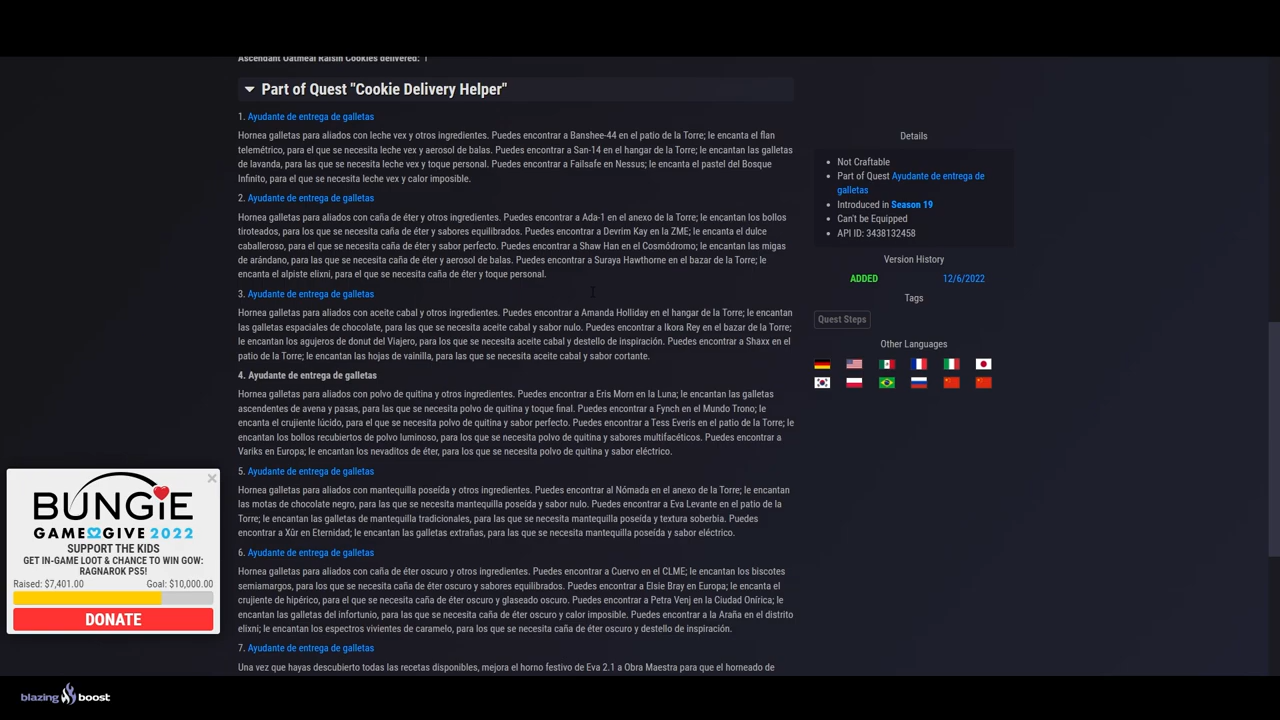 Ascendant Oatmeal Raisin Cookies delivered: 1
Part of Quest "Cookie Delivery Helper"
1. Ayudante de entrega de galletas
Hornea galletas para aliados con leche vex y otros ingredientes. Puedes encontrar a Banshee-44 en el patio de la Torre; le encanta el flan
telemétrico, para el que se necesita leche vex y aerosol de balas. Puedes encontrar a San-14 en el hangar de la Torre; le encantan las galletas
de lavanda, para las que se necesita leche vex y toque personal. Puedes encontrar a Failsafe en Nessus; le encanta el pastel del Bosque
Infinito, para el que se necesita leche vex y calor imposible.
2. Ayudante de entrega de galletas
Hornea galletas para aliados con caña de éter y otros ingredientes. Puedes encontrar a Ada-1 en el anexo de la Torre; le encantan los bollos
tiroteados, para los que se necesita caña de éter y sabores equilibrados. Puedes encontrar a Devrim Kay en la ZME; le encanta el dulce
caballeroso, para el que se necesita caña de éter y sabor perfecto. Puedes encontrar a Shaw Han en el Cosmódromo; le encantan las migas
de arándano, para las que se necesita caña de éter y aerosol de balas. Puedes encontrar a Suraya Hawthorne en el bazar de la Torre; le
encanta el alpiste elixni, para el que se necesita caña de éter y toque personal.
3. Ayudante de entrega de galletas
Hornea galletas para aliados con aceite cabal y otros ingredientes. Puedes encontrar a Amanda Holliday en el hangar de la Torre; le encantan
las galletas espaciales de chocolate, para las que se necesita aceite cabal y sabor nulo. Puedes encontrar a Ikora Rey en el bazar de la Torre;
le encantan los agujeros de donut del Viajero, para los que se necesita aceite cabal y destello de inspiración. Puedes encontrar a Shaxx en el
patio de la Torre; le encantan las hojas de vainilla, para las que se necesita aceite cabal y sabor cortante.
4. Ayudante de entrega de galletas
Hornea galletas para aliados con polvo de quitina y otros ingredientes. Puedes encontrar a Eris Morn en la Luna; le encantan las galletas
ascendentes de avena y pasas, para las que se necesita polvo de quitina y toque final. Puedes encontrar a Fynch en el Mundo Trono; le
encanta el crujiente lúcido, para el que se necesita polvo de quitina y sabor perfecto. Puedes encontrar a Tess Everis en el patio de la Torre; le
encantan los bollos recubiertos de polvo luminoso, para los que se necesita polvo de quitina y sabores multifacéticos. Puedes encontrar a
Variks en Europa; le encantan los nevaditos de éter, para los que se necesita polvo de quitina y sabor eléctrico.
5. Ayudante de entrega de galletas
Hornea galletas para aliados con mantequilla poseída y otros ingredientes. Puedes encontrar al Nómada en el anexo de la Torre; le encantan
las motas de chocolate negro, para las que se necesita mantequilla poseída y sabor nulo. Puedes encontrar a Eva Levante en el patio de la
Torre; le encantan las galletas de mantequilla tradicionales, para las que se necesita mantequilla poseída y textura soberbia. Puedes
encontrar a Xûr en Eternidad; le encantan las galletas extrañas, para las que se necesita mantequilla poseída y sabor eléctrico.
6. Ayudante de entrega de galletas
Hornea galletas para aliados con caña de éter oscuro y otros ingredientes. Puedes encontrar a Cuervo en el CLME; le encantan los biscotes
semiamargos, para los que se necesita caña de éter oscuro y sabores equilibrados. Puedes encontrar a Elsie Bray en Europa; le encanta el
crujiente de hipérico, para el que se necesita caña de éter oscuro y glaseado oscuro. Puedes encontrar a Petra Venj en la Ciudad Onírica; le
encantan las galletas del infortunio, para las que se necesita caña de éter oscuro y calor imposible. Puedes encontrar a la Araña en el distrito
elixni; le encantan los espectros vivientes de caramelo, para los que se necesita caña de éter oscuro y destello de inspiración.
7. Ayudante de entrega de galletas
Una vez que hayas descubierto todas las recetas disponibles, mejora el horno festivo de Eva 2.1 a Obra Maestra para que el horneado de
Details
Not Craftable
Part of Quest Ayudante de entrega de
galletas
Introduced in Season 19
Can't be Equipped
API ID: 3438132458
Version History
ADDED 12/6/2022
Tags
Quest Steps
Other Languages
BUNGIE
GAME GIVE 2022
SUPPORT THE KIDS
GET IN-GAME LOOT & CHANCE TO WIN GOW:
RAGNAROK PS5!
Raised: $7,401.00 Goal: $10,000.00
DONATE
blazing boost